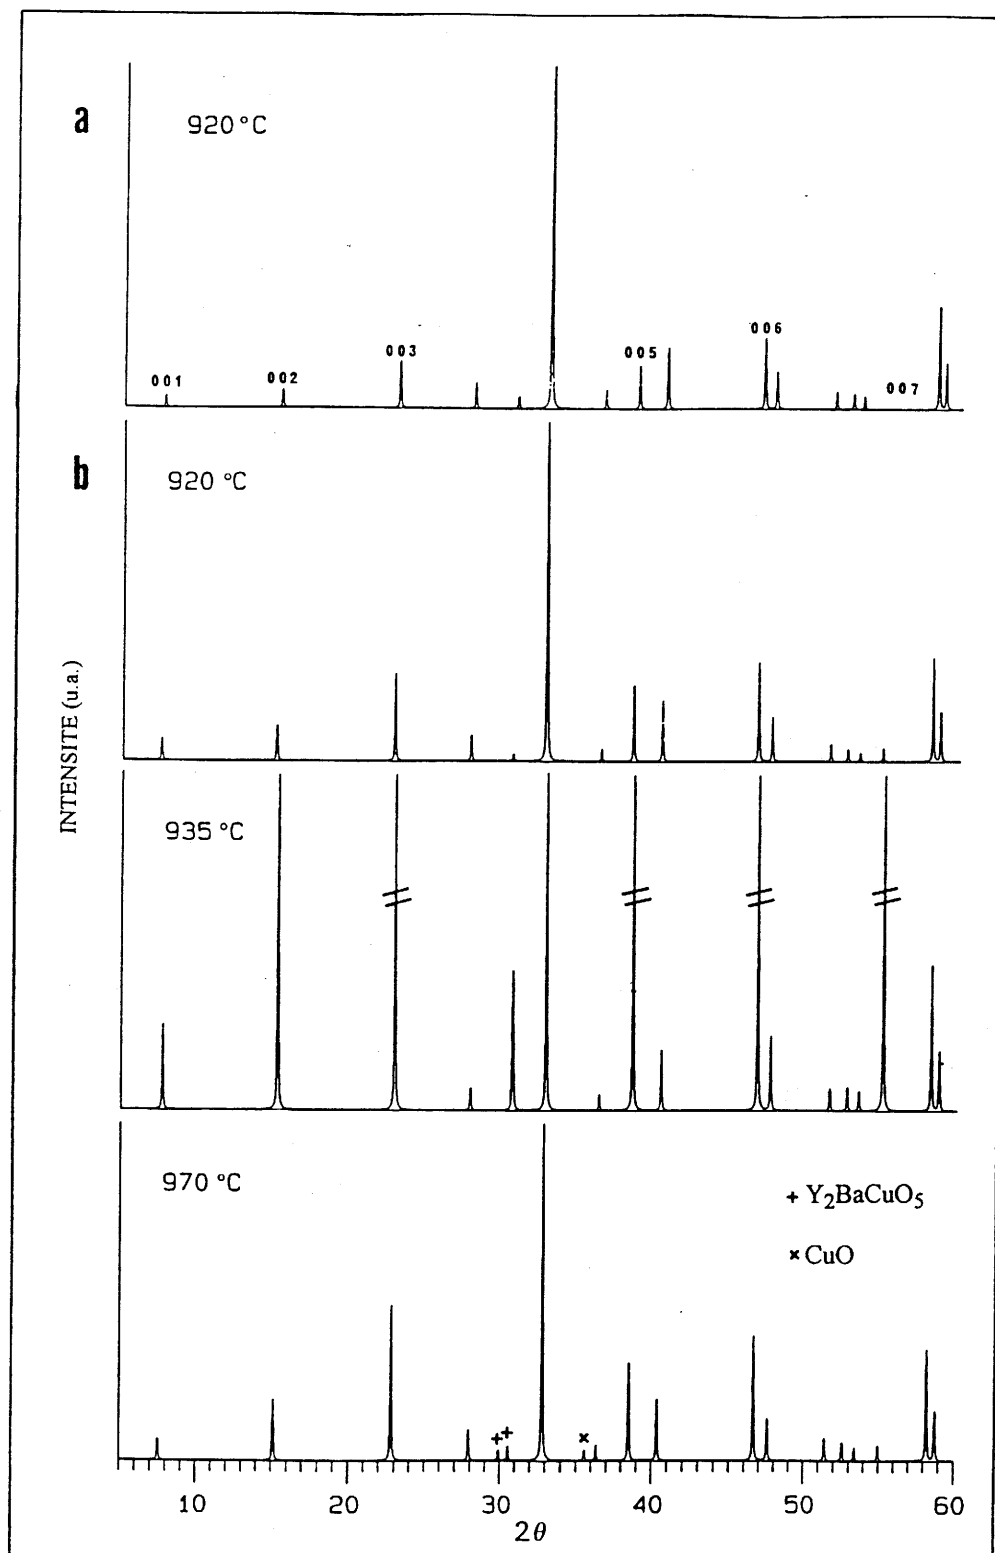 a
920 °C
006
003
005
002
001
007
b
920 °C
INTENSITE (u.a.)
935 °C
970 °C
+ Y₂BaCuO₅
× CuO
+ + ×
10 20 30 40 50 60
2θ